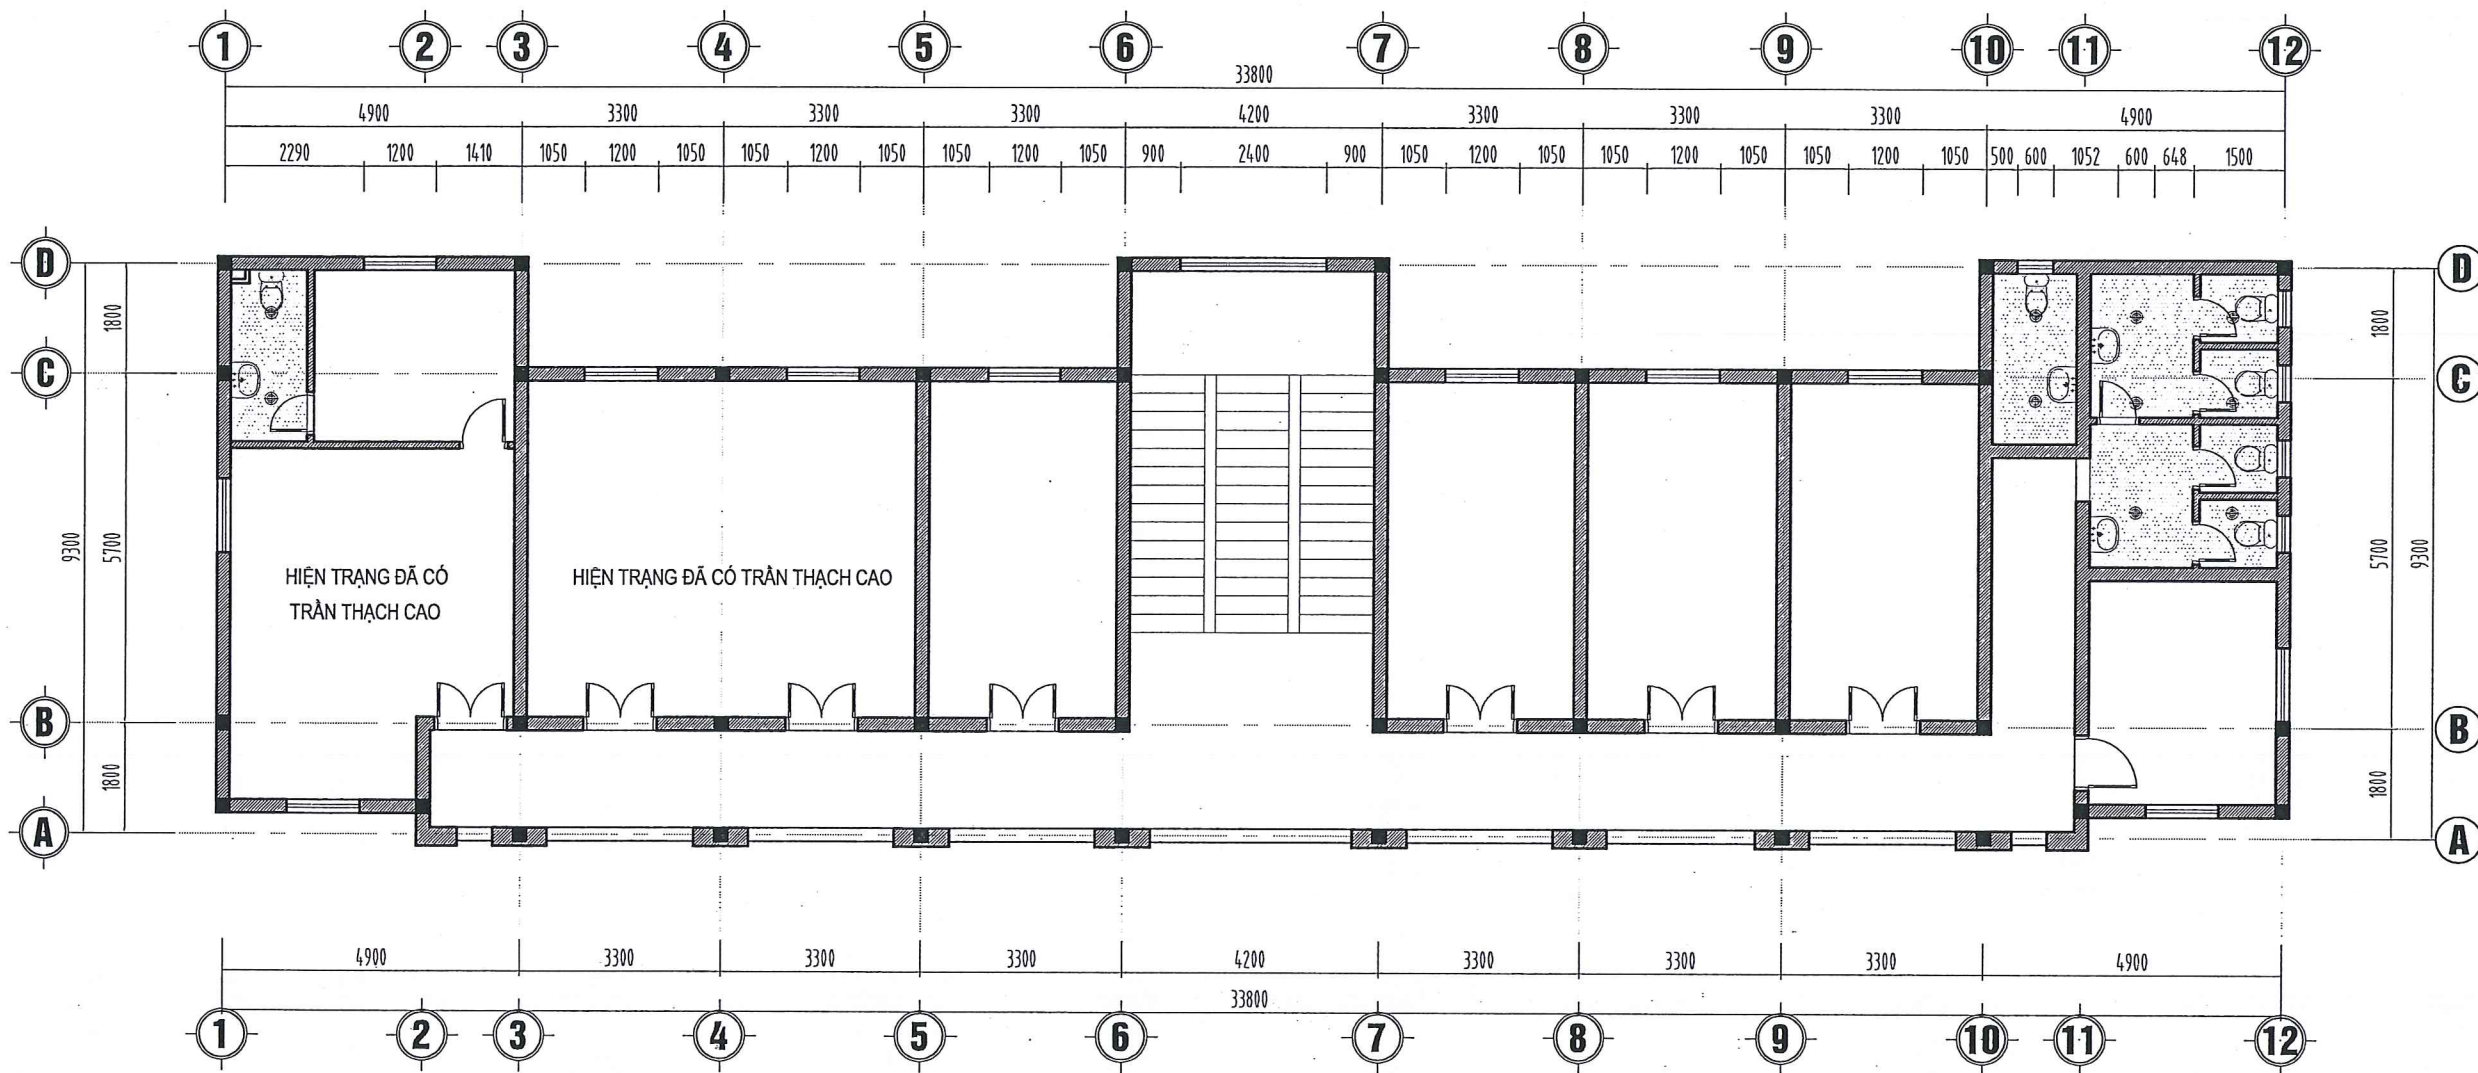 1 2 3 4 5 6 7 8 9 10 11 12
33800
4900 3300 3300 3300 4200 3300 3300 3300 4900
2290 1200 1410 1050 1200 1050 1050 1200 1050 1050 1200 1050 900 2400 900 1050 1200 1050 1050 1200 1050 1050 1200 1050 500 600 1052 600 648 1500
D D
1800 1800
C C
9300 5700 5700 9300
HIỆN TRẠNG ĐÃ CÓ
TRẦN THẠCH CAO
HIỆN TRẠNG ĐÃ CÓ TRẦN THẠCH CAO
B B
1800 1800
A A
4900 3300 3300 3300 4200 3300 3300 3300 4900
33800
1 2 3 4 5 6 7 8 9 10 11 12